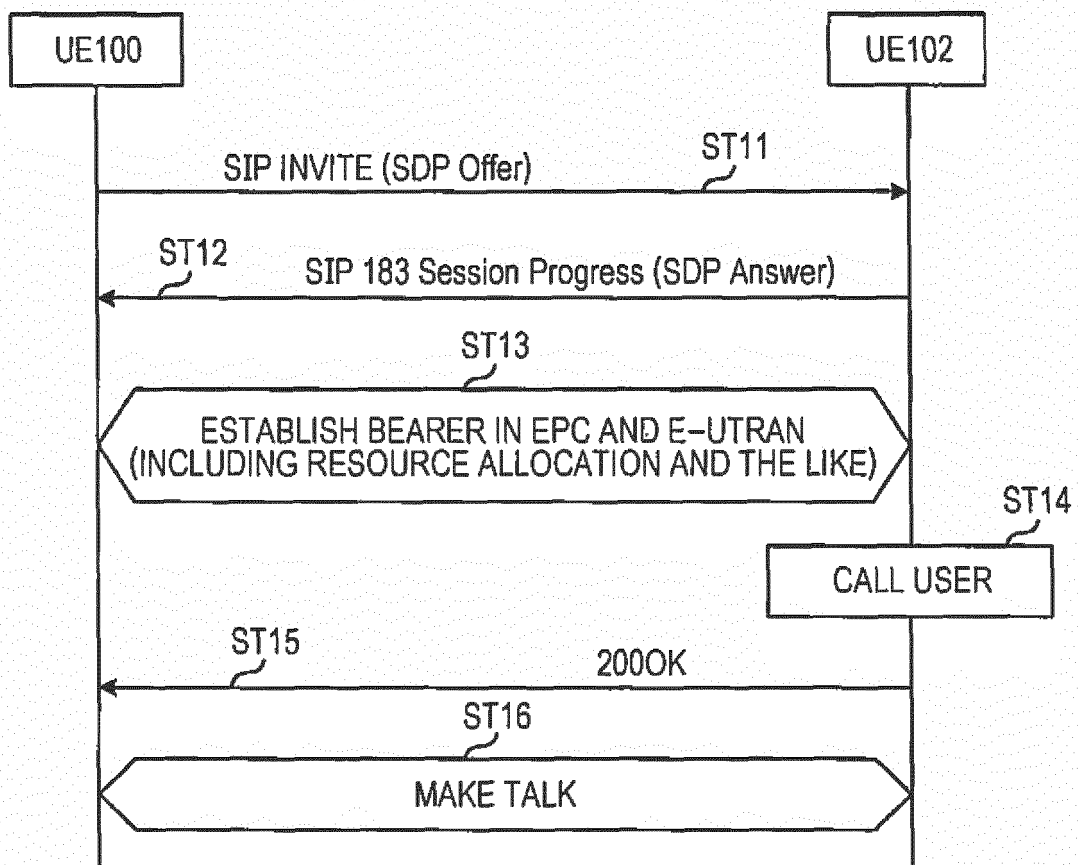 UE100
UE102
ST11
SIP INVITE (SDP Offer)
ST12
SIP 183 Session Progress (SDP Answer)
ST13
ESTABLISH BEARER IN EPC AND E-UTRAN
(INCLUDING RESOURCE ALLOCATION AND THE LIKE)
ST14
CALL USER
ST15
200OK
ST16
MAKE TALK